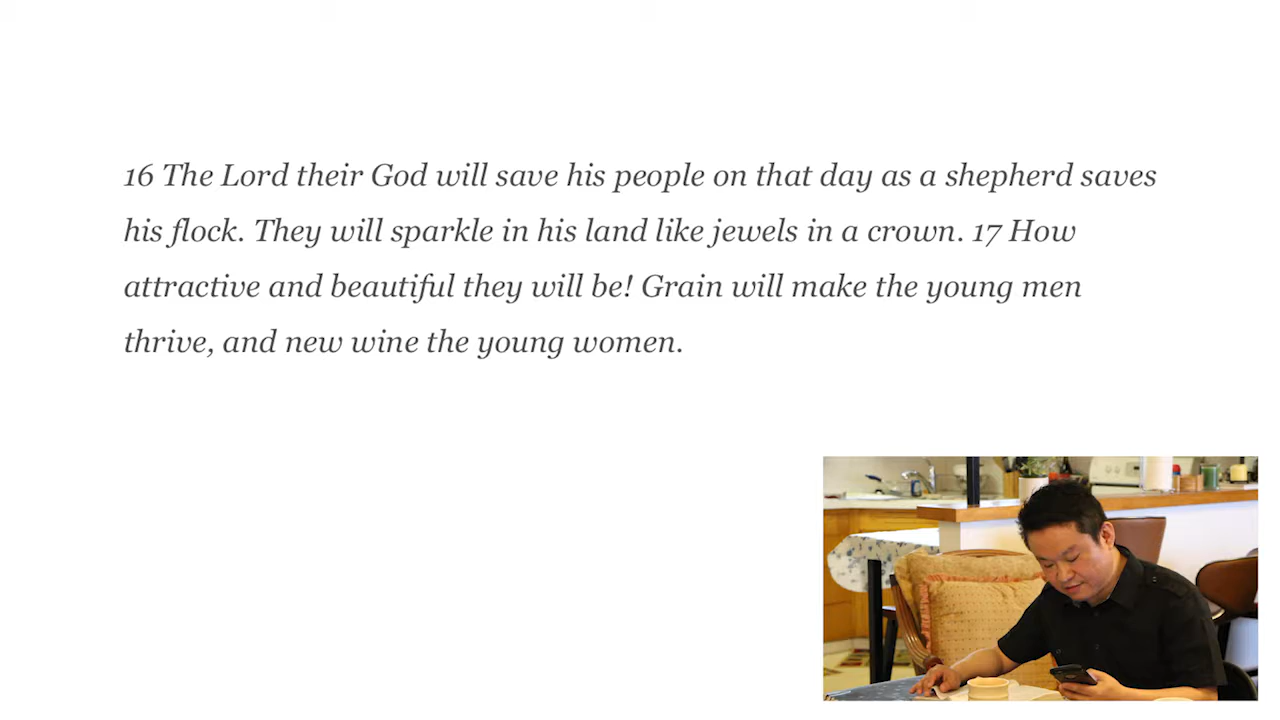 16 The Lord their God will save his people on that day as a shepherd saves
his flock. They will sparkle in his land like jewels in a crown. 17 How
attractive and beautiful they will be! Grain will make the young men
thrive, and new wine the young women.